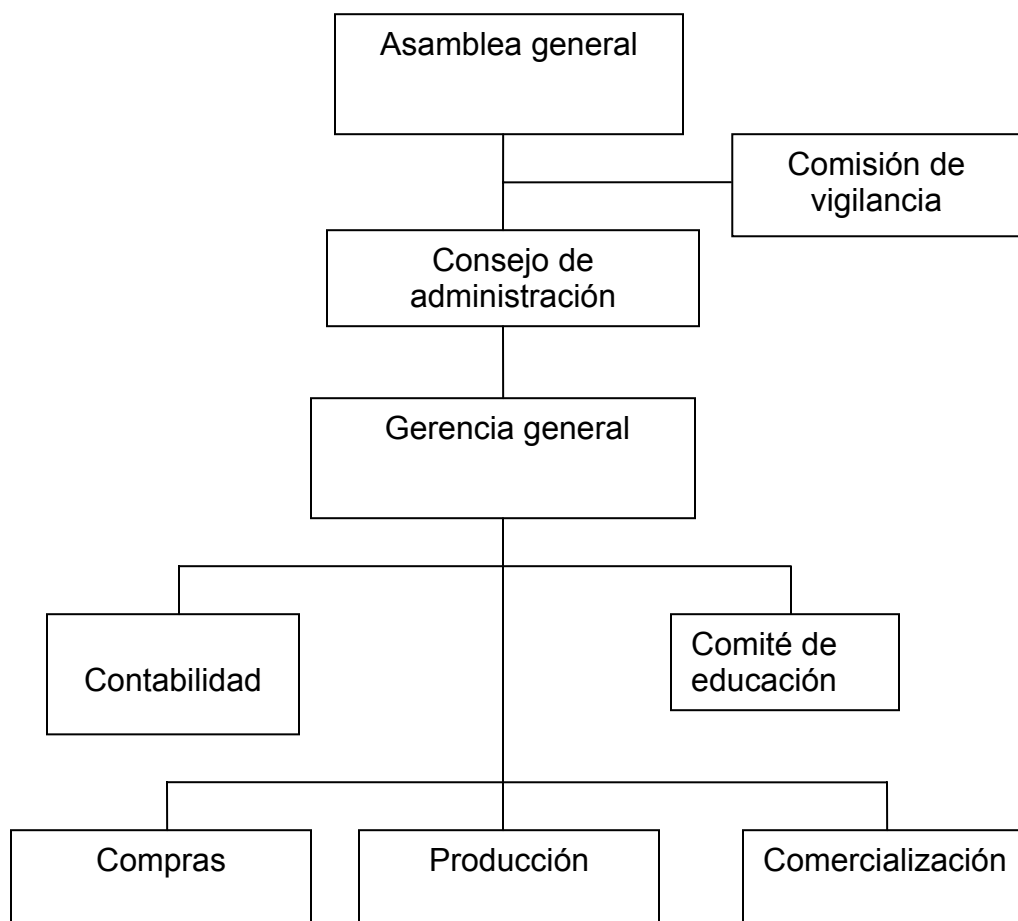 Asamblea general
Comisión de
vigilancia
Consejo de
administración
Gerencia general
Contabilidad
Comité de
educación
Compras
Producción
Comercialización